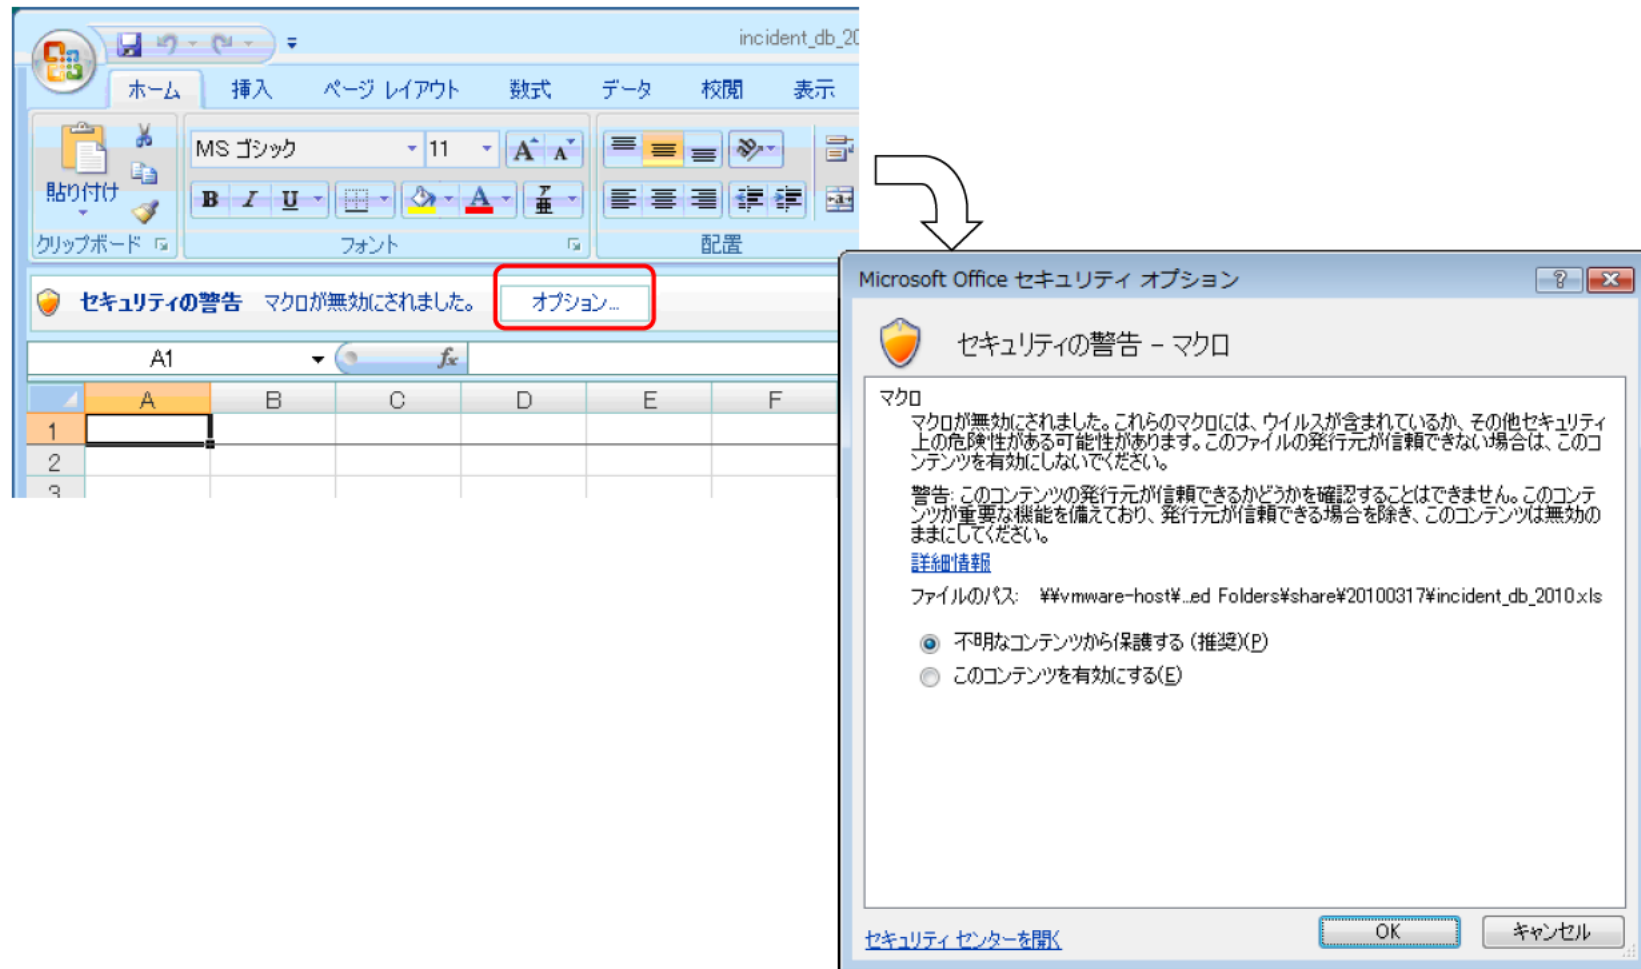 incident_db_20
ホーム 挿入 ページ レイアウト 数式 データ 校閲 表示
MS ゴシック 11
貼り付け
B I U
クリップボード フォント 配置
セキュリティの警告 マクロが無効にされました。 オプション...
A1 fx
A B C D E F
1
2
3
Microsoft Office セキュリティ オプション
セキュリティの警告 - マクロ
マクロ
マクロが無効にされました。これらのマクロには、ウイルスが含まれているか、その他セキュリティ
上の危険性がある可能性があります。このファイルの発行元が信頼できない場合は、このコ
ンテンツを有効にしないでください。
警告: このコンテンツの発行元が信頼できるかどうかを確認することはできません。このコンテ
ンツが重要な機能を備えており、発行元が信頼できる場合を除き、このコンテンツは無効の
ままにしてください。
詳細情報
ファイルのパス: ¥¥vmware-host¥...ed Folders¥share¥20100317¥incident_db_2010.xls
不明なコンテンツから保護する (推奨)(P)
このコンテンツを有効にする(E)
セキュリティ センターを開く
OK キャンセル